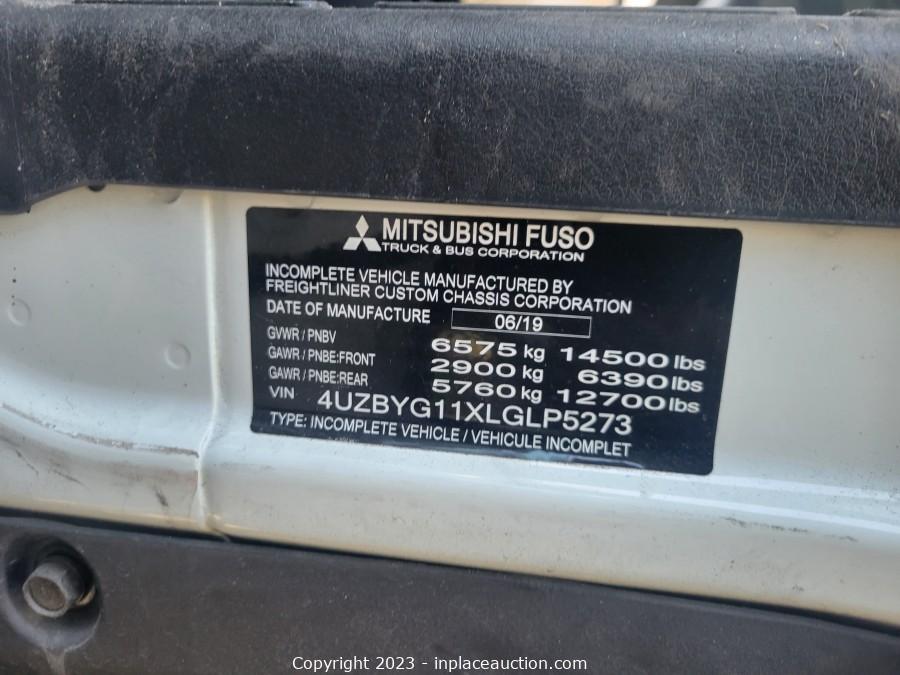 MITSUBISHI FUSO
TRUCK & BUS CORPORATION
INCOMPLETE VEHICLE MANUFACTURED BY
FREIGHTLINER CUSTOM CHASSIS CORPORATION
DATE OF MANUFACTURE 06/19
GVWR / PNBV 6575 kg 14500 lbs
GAWR / PNBE:FRONT 2900 kg 6390 lbs
GAWR / PNBE:REAR 5760 kg 12700 lbs
VIN 4UZBYG11XLGLP5273
TYPE: INCOMPLETE VEHICLE / VEHICULE INCOMPLET
Copyright 2023 - inplaceauction.com